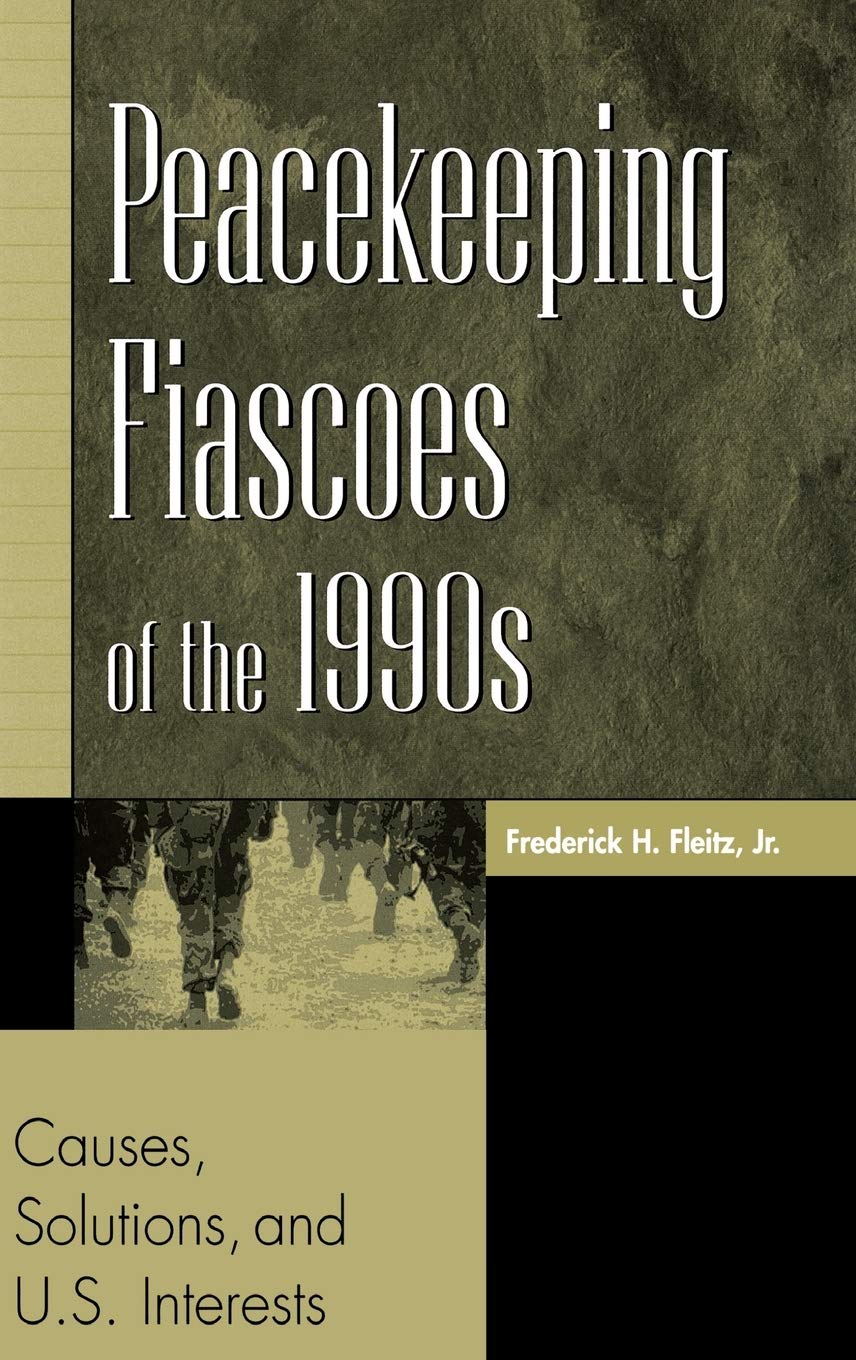 Peacekeeping
Fiascoes
of the 1990s
Frederick H. Fleitz, Jr.
Causes,
Solutions, and
U.S. Interests